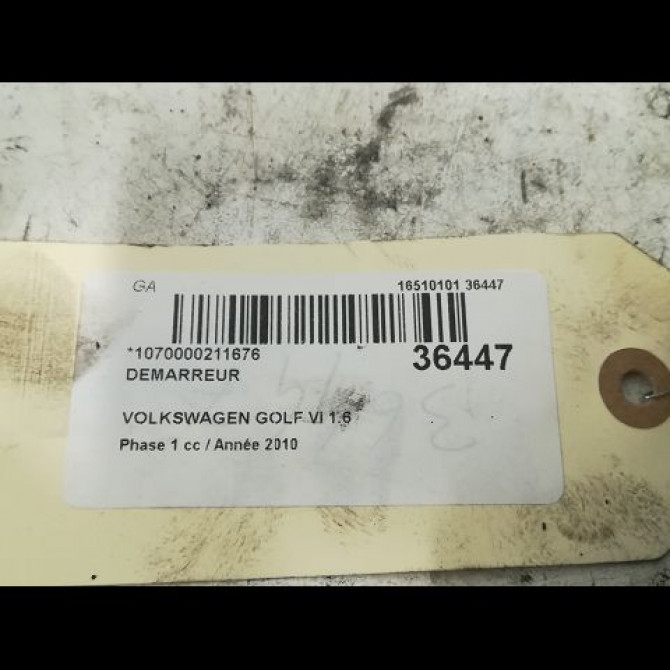 GA 16510101 36447
*1070000211676 36447
DEMARREUR
VOLKSWAGEN GOLF VI 1.6
Phase 1 cc / Année 2010